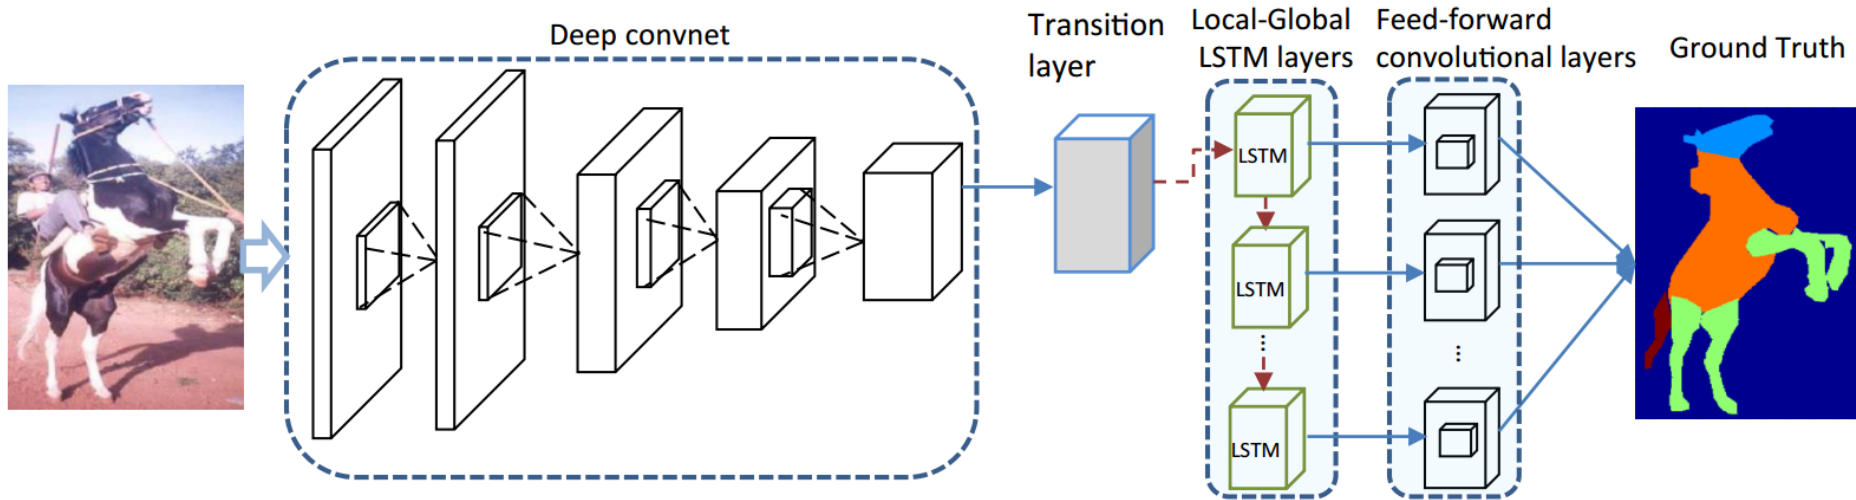 Deep convnet
Transition
layer
Local-Global
LSTM layers
Feed-forward
convolutional layers
Ground Truth
LSTM
LSTM
...
LSTM
...